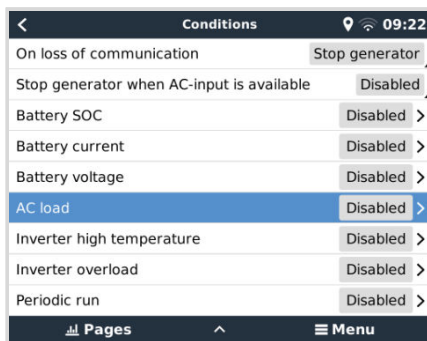 Conditions 09:22
On loss of communication Stop generator
Stop generator when AC-input is available Disabled
Battery SOC Disabled
Battery current Disabled
Battery voltage Disabled
AC load Disabled
Inverter high temperature Disabled
Inverter overload Disabled
Periodic run Disabled
Pages Menu